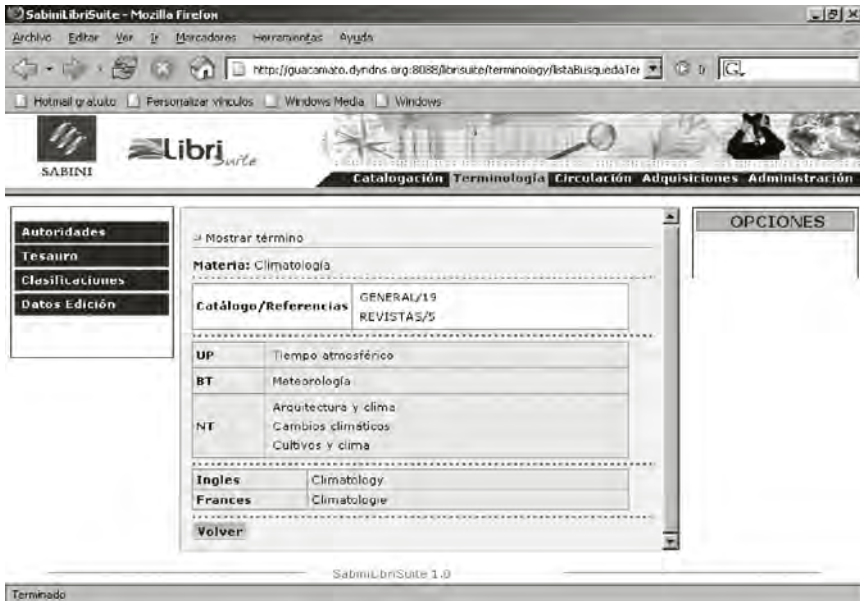 SabiniLibriSuite - Mozilla Firefox
Archivo Editar Ver Ir Marcadores Herramientas Ayuda
http://guacamato.dyndns.org:8088/librisuite/terminology/listaBusquedaTer
Hotmail gratuito Personalizar vínculos Windows Media Windows
SABINI
Libri Suite
Catalogación Terminología Circulación Adquisiciones Administración
Autoridades
Tesauro
Clasificaciones
Datos Edición
Mostrar término
Materia: Climatología
Catálogo/Referencias GENERAL/19
REVISTAS/5
UP Tiempo atmosférico
BT Meteorología
NT Arquitectura y clima
Cambios climáticos
Cultivos y clima
Ingles Climatology
Frances Climatologie
Volver
OPCIONES
SabiniLibriSuite 1.0
Terminado